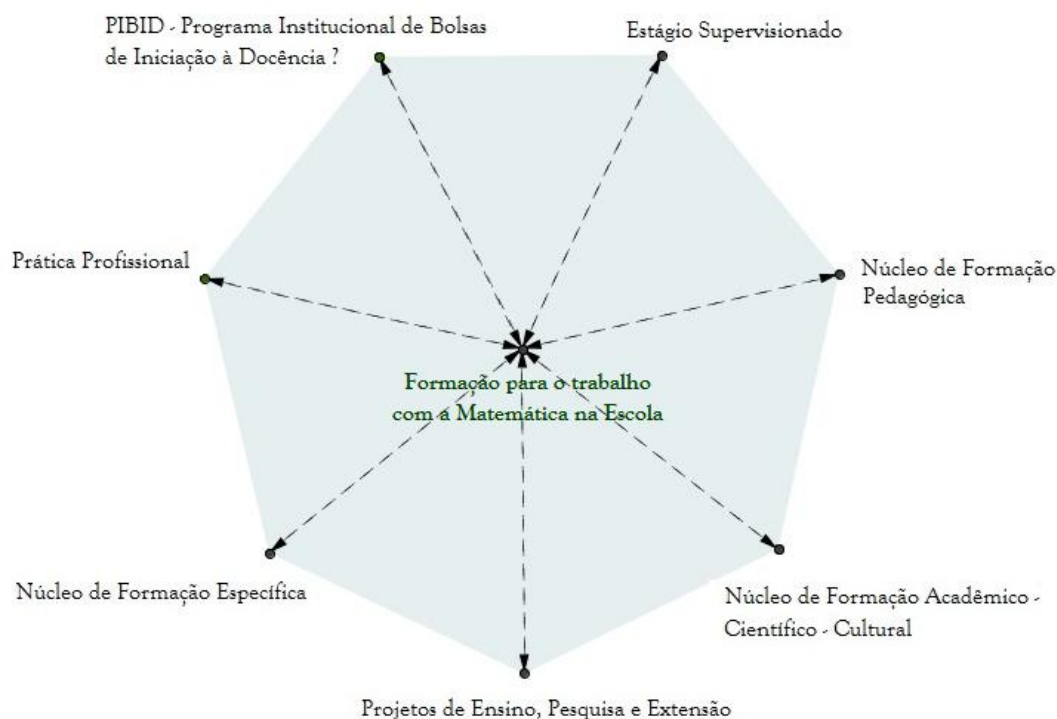 PIBID - Programa Institucional de Bolsas
de Iniciação à Docência ?
Estágio Supervisionado
Prática Profissional
Núcleo de Formação
Pedagógica
Formação para o trabalho
com a Matemática na Escola
Núcleo de Formação Específica
Núcleo de Formação Acadêmico -
Científico - Cultural
Projetos de Ensino, Pesquisa e Extensão